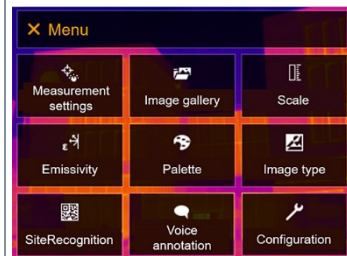 Menu
Measurement
settings
Image gallery
Scale
ε
Emissivity
Palette
Image type
SiteRecognition
Voice
annotation
Configuration